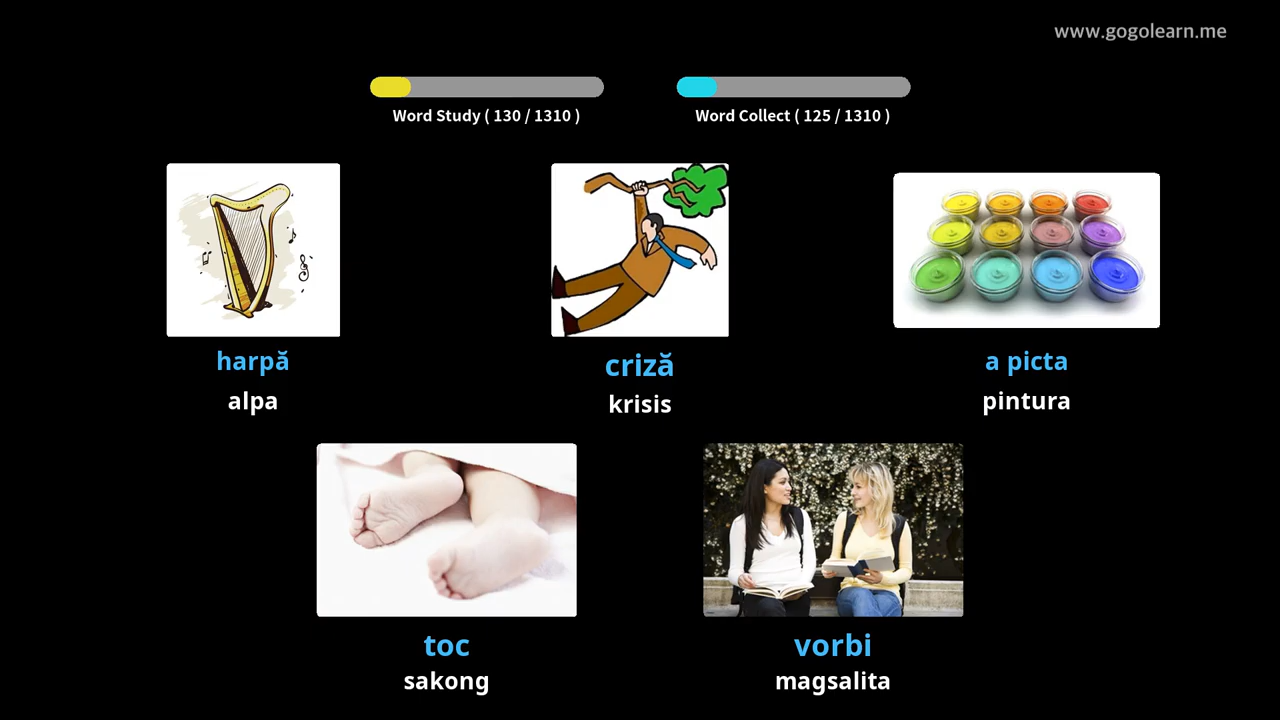 www.gogolearn.me
Word Study ( 130 / 1310 )
Word Collect ( 125 / 1310 )
harpă
alpa
criză
krisis
a picta
pintura
toc
sakong
vorbi
magsalita